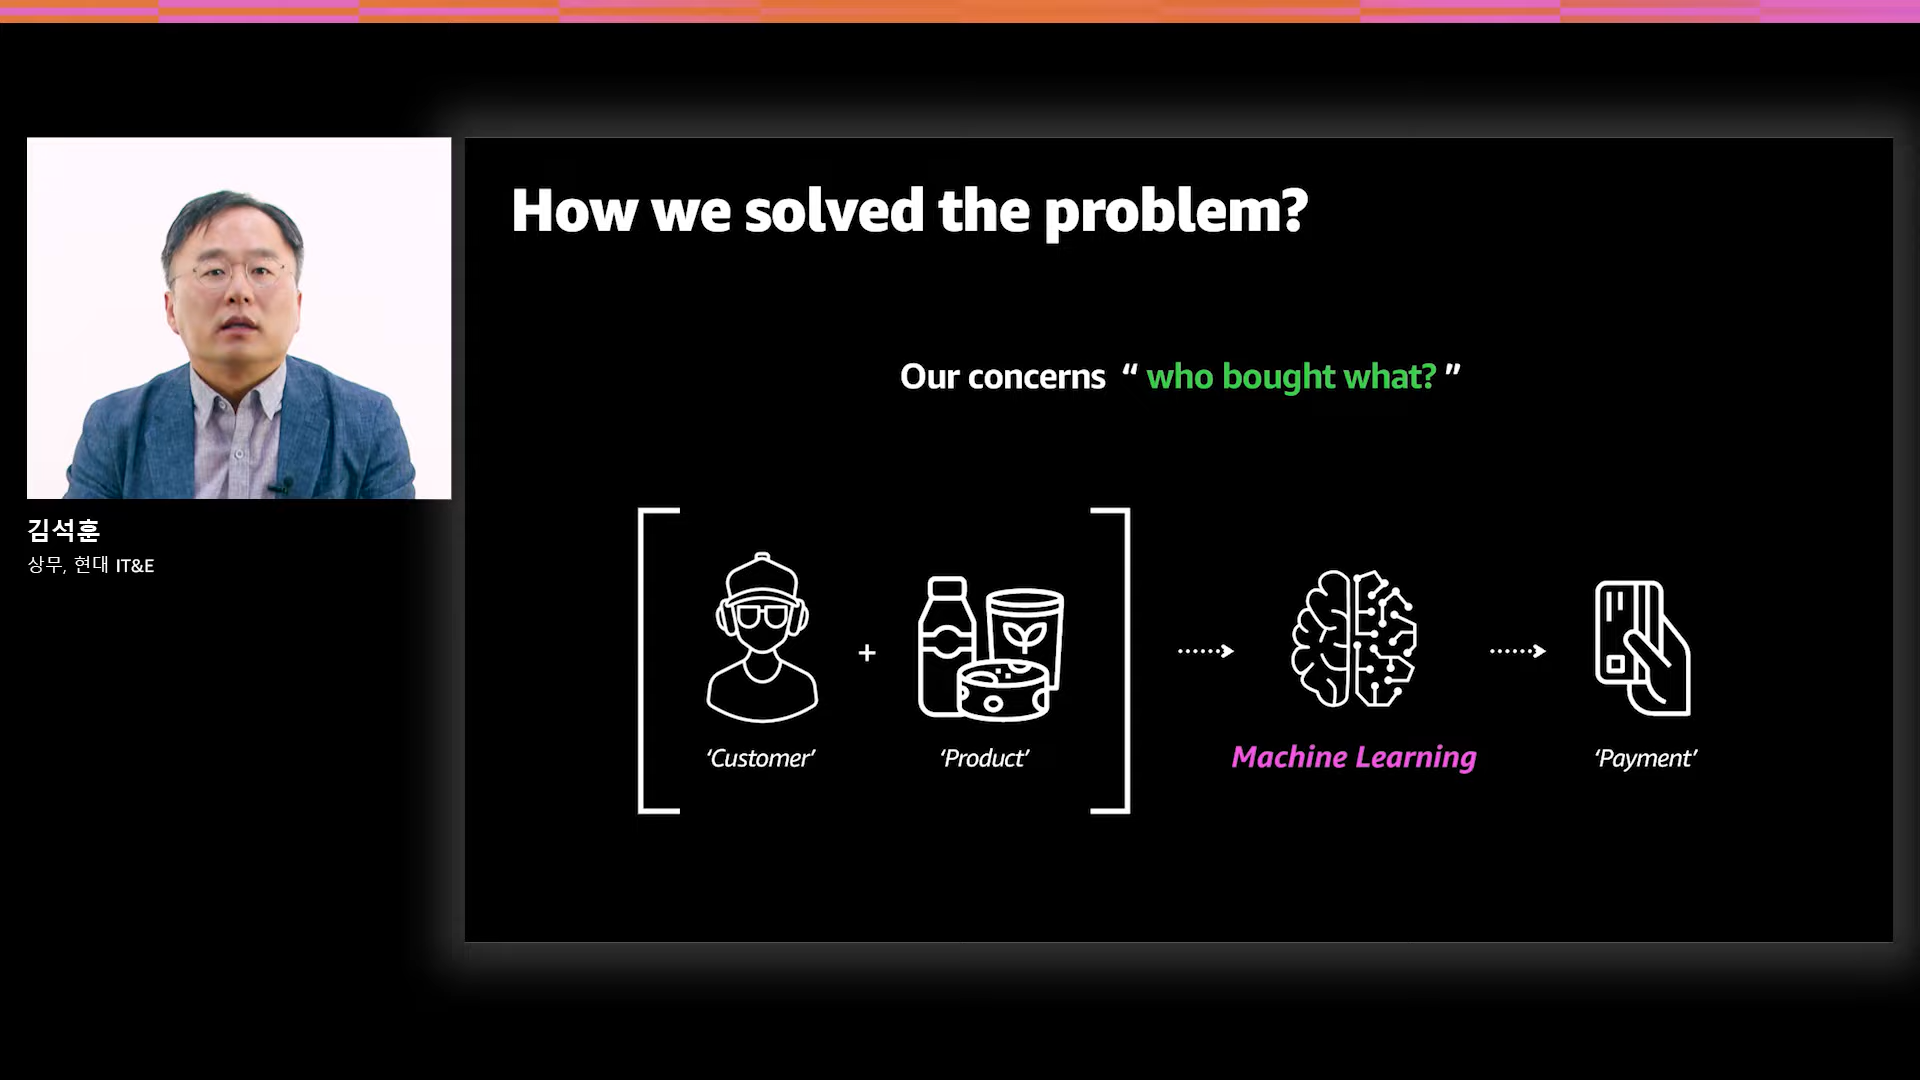 How we solved the problem?
Our concerns “ who bought what? ”
+
‘Customer’
‘Product’
Machine Learning
‘Payment’
김석훈
상무, 현대 IT&E